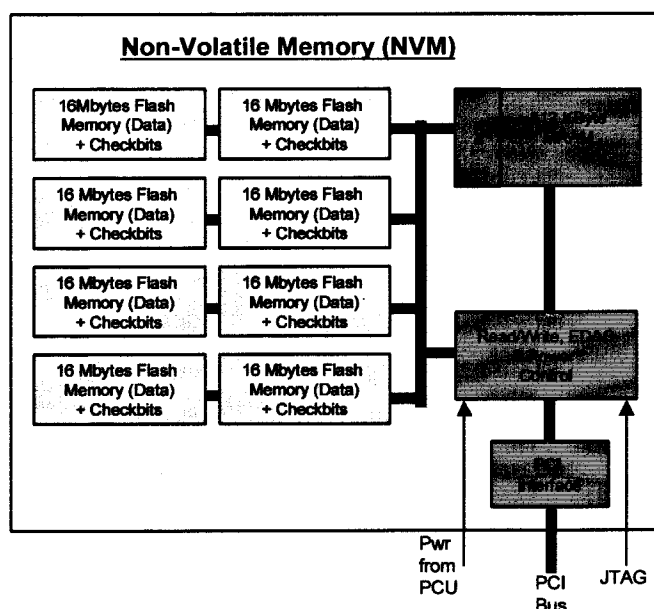 Non-Volatile Memory (NVM)
16Mbytes Flash
Memory (Data)
+ Checkbits
16 Mbytes Flash
Memory (Data)
+ Checkbits
16 Mbytes Flash
Memory (Data)
+ Checkbits
16 Mbytes Flash
Memory (Data)
+ Checkbits
16 Mbytes Flash
Memory (Data)
+ Checkbits
16 Mbytes Flash
Memory (Data)
+ Checkbits
16 Mbytes Flash
Memory (Data)
+ Checkbits
16 Mbytes Flash
Memory (Data)
+ Checkbits
Read/Write,
Control
Interface
Pwr
from
PCU
PCI
Bus
JTAG